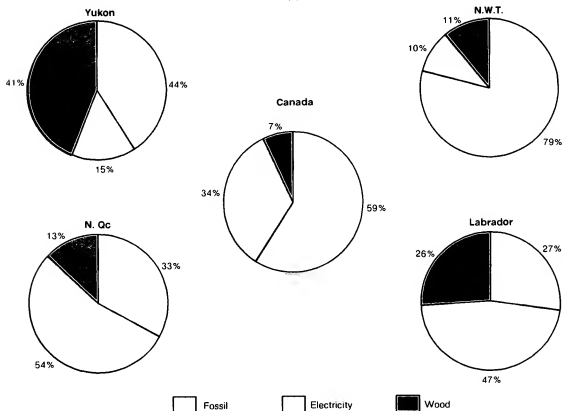 Yukon
41%
44%
15%
N.W.T.
11%
10%
79%
Canada
7%
34%
59%
N. Qc
13%
33%
54%
Labrador
26%
27%
47%
Fossil
Electricity
Wood